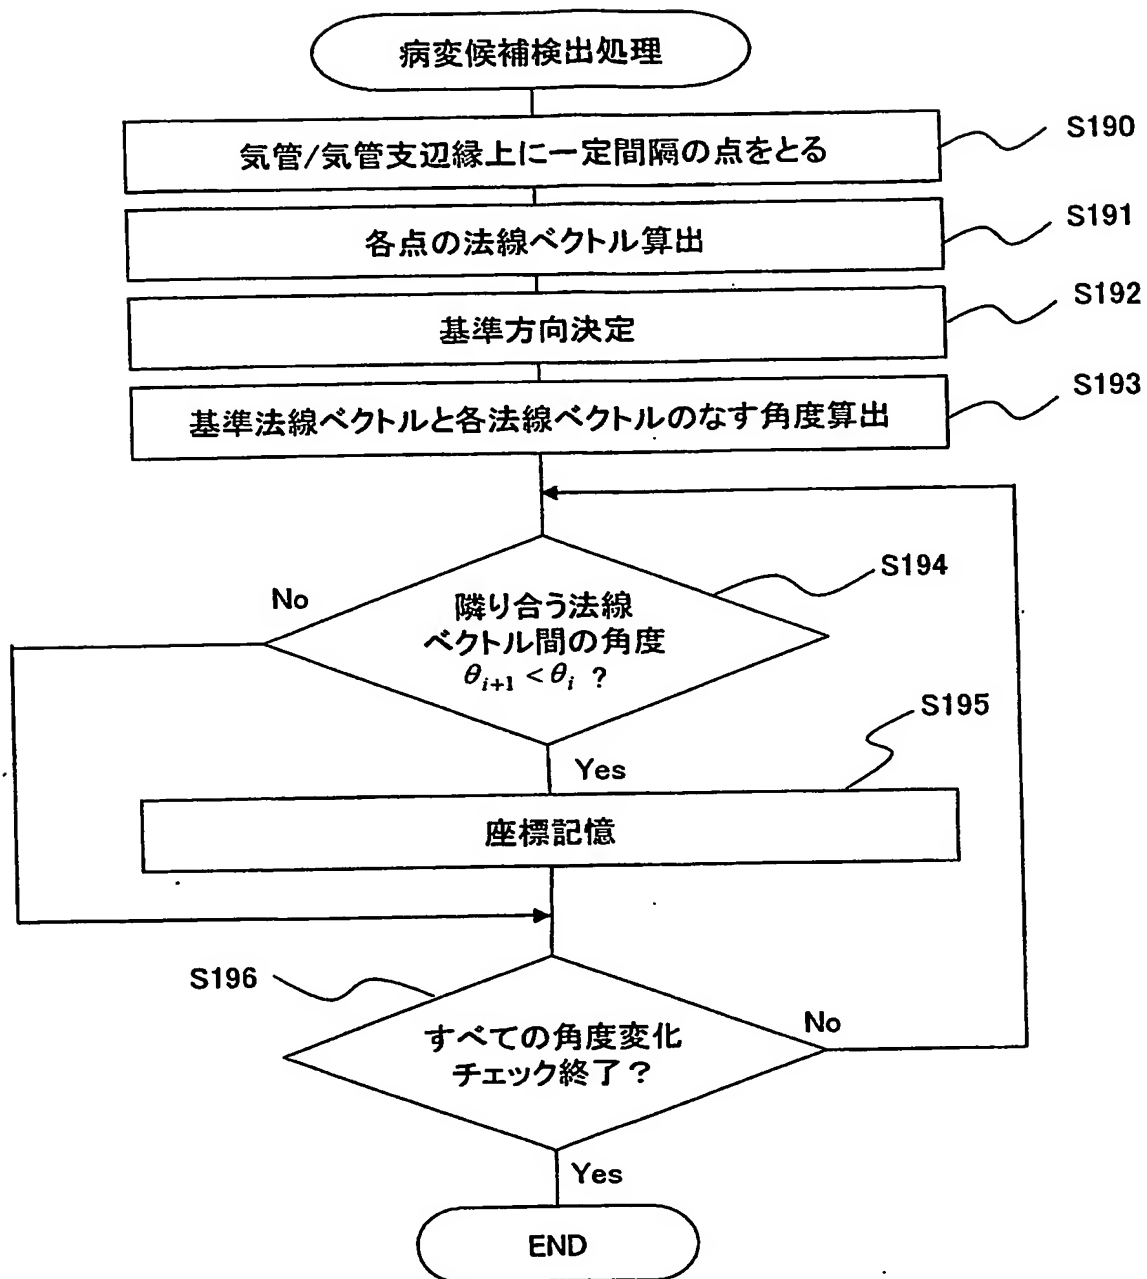 病変候補検出処理
気管/気管支辺縁上に一定間隔の点をとる
S190
各点の法線ベクトル算出
S191
基準方向決定
S192
基準法線ベクトルと各法線ベクトルのなす角度算出
S193
No
隣り合う法線
ベクトル間の角度
θi+1 < θi ?
S194
Yes
S195
座標記憶
S196
すべての角度変化
チェック終了?
No
Yes
END